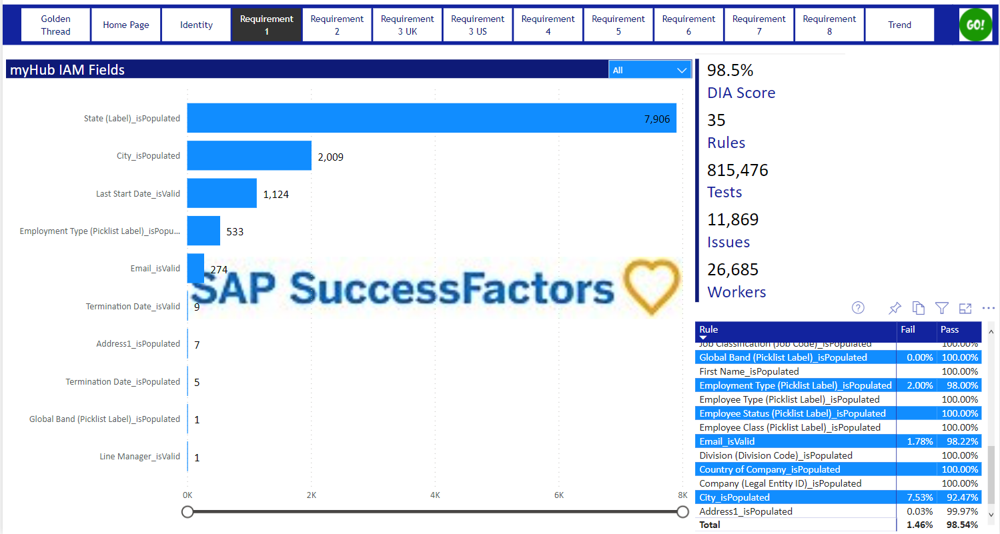 Golden
Thread
Home Page
Identity
Requirement
1
Requirement
2
Requirement
3 UK
Requirement
3 US
Requirement
4
Requirement
5
Requirement
6
Requirement
7
Requirement
8
Trend
GO!
myHub IAM Fields
All
State (Label)_isPopulated
7,906
City_isPopulated
2,009
Last Start Date_isValid
1,124
Employment Type (Picklist Label)_isPopu...
533
Email_isValid
274
Termination Date_isValid
9
Address1_isPopulated
7
Termination Date_isPopulated
5
Global Band (Picklist Label)_isPopulated
1
Line Manager_isValid
1
0K 2K 4K 6K 8K
SAP SuccessFactors
98.5%
DIA Score
35
Rules
815,476
Tests
11,869
Issues
26,685
Workers
Rule Fail Pass
Job Classification (Job Code)_isPopulated 100.00%
Global Band (Picklist Label)_isPopulated 0.00% 100.00%
First Name_isPopulated 100.00%
Employment Type (Picklist Label)_isPopulated 2.00% 98.00%
Employee Type (Picklist Label)_isPopulated 100.00%
Employee Status (Picklist Label)_isPopulated 100.00%
Employee Class (Picklist Label)_isPopulated 100.00%
Email_isValid 1.78% 98.22%
Division (Division Code)_isPopulated 100.00%
Country of Company_isPopulated 100.00%
Company (Legal Entity ID)_isPopulated 100.00%
City_isPopulated 7.53% 92.47%
Address1_isPopulated 0.03% 99.97%
Total 1.46% 98.54%